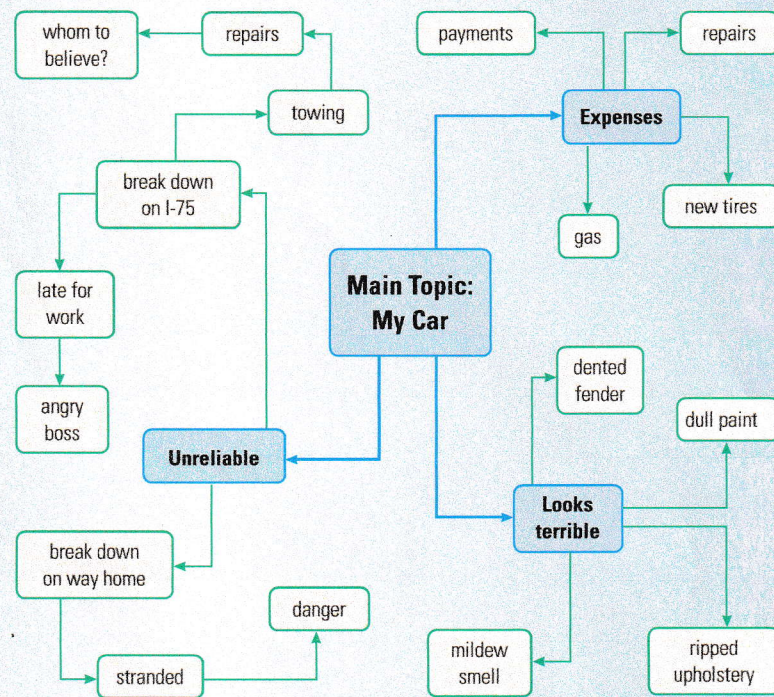 whom to
believe?
repairs
payments
repairs
towing
Expenses
break down
on I-75
new tires
gas
late for
work
Main Topic:
My Car
dented
fender
angry
boss
dull paint
Unreliable
Looks
terrible
break down
on way home
danger
mildew
smell
ripped
upholstery
stranded